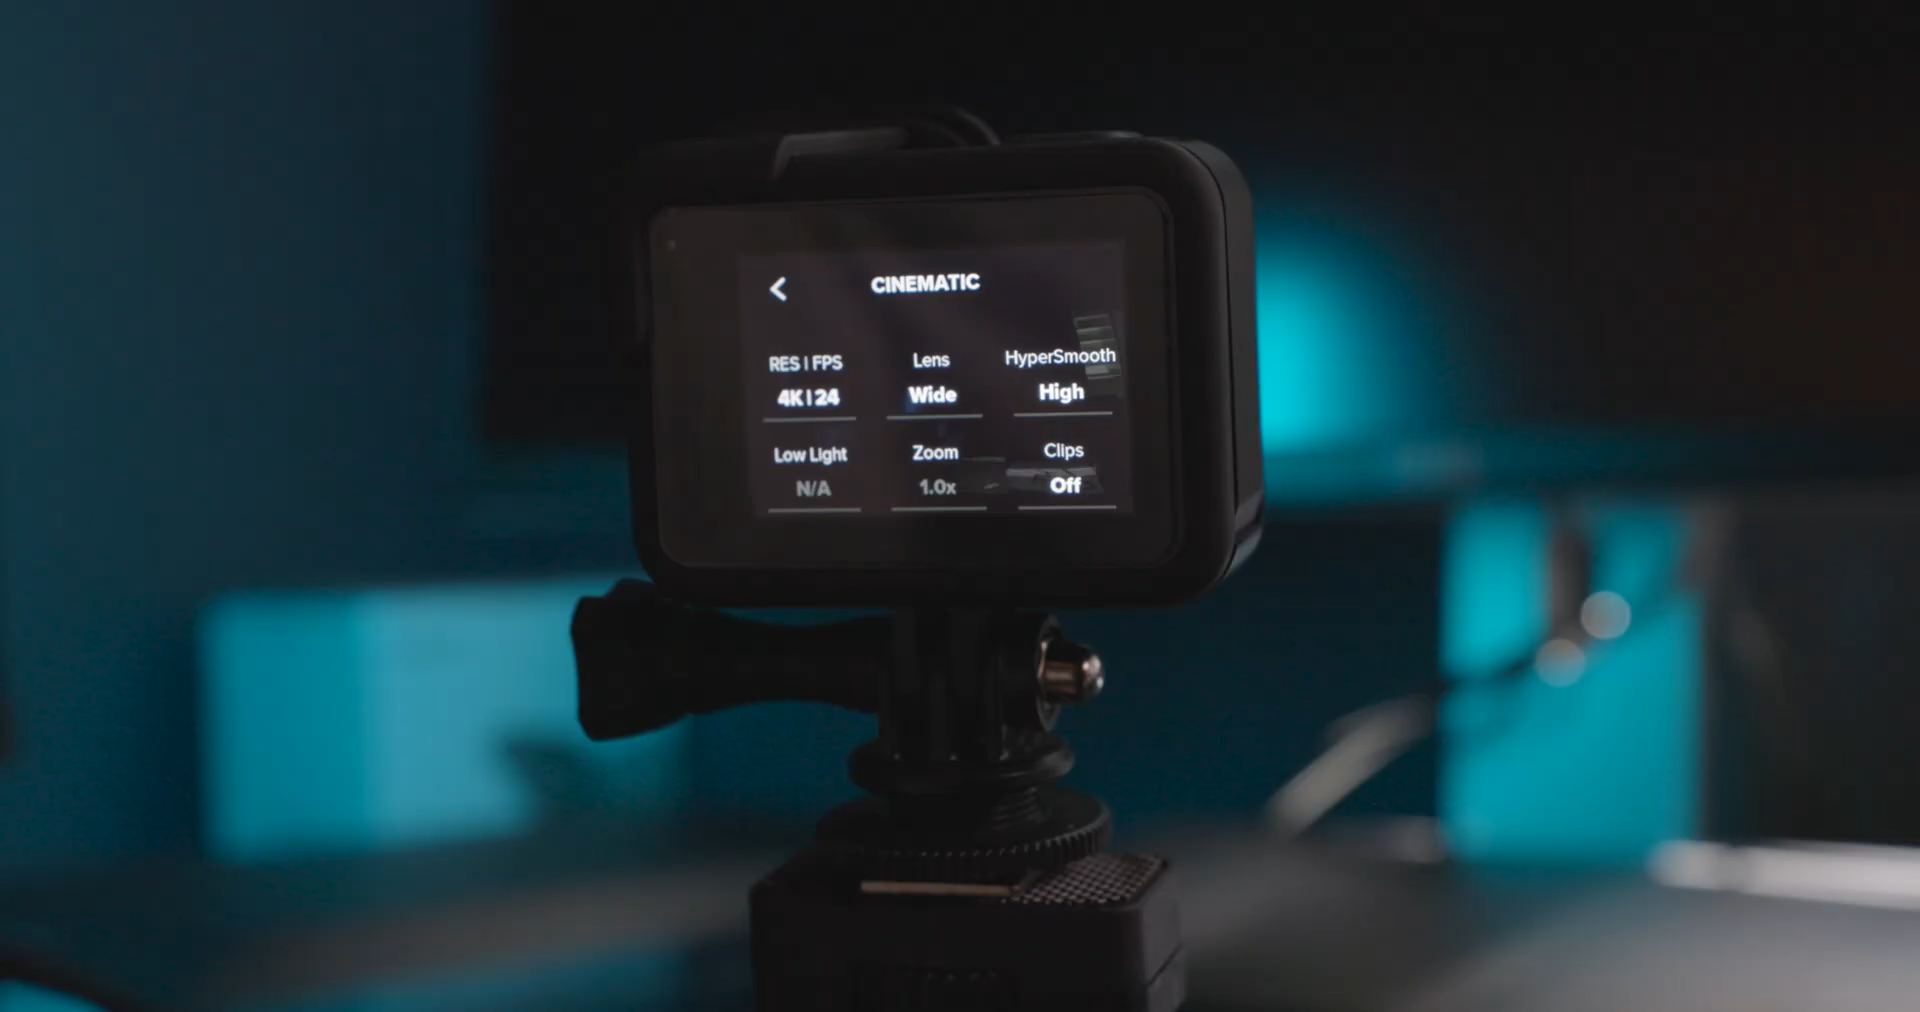 CINEMATIC
RES | FPS Lens HyperSmooth
4K | 24 Wide High
Low Light Zoom Clips
N/A 1.0x Off